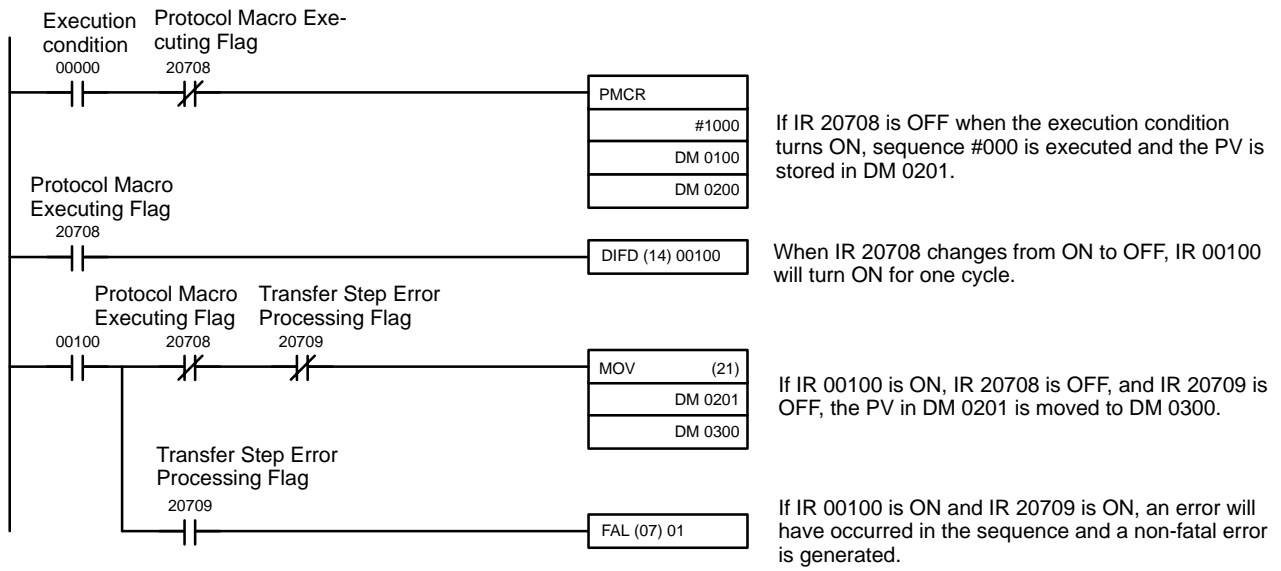 Execution
condition
Protocol Macro Exe-
cuting Flag
00000
20708
PMCR
#1000
DM 0100
DM 0200
If IR 20708 is OFF when the execution condition
turns ON, sequence #000 is executed and the PV is
stored in DM 0201.
Protocol Macro
Executing Flag
20708
DIFD (14) 00100
When IR 20708 changes from ON to OFF, IR 00100
will turn ON for one cycle.
Protocol Macro
Executing Flag
Transfer Step Error
Processing Flag
00100
20708
20709
MOV (21)
DM 0201
DM 0300
If IR 00100 is ON, IR 20708 is OFF, and IR 20709 is
OFF, the PV in DM 0201 is moved to DM 0300.
Transfer Step Error
Processing Flag
20709
FAL (07) 01
If IR 00100 is ON and IR 20709 is ON, an error will
have occurred in the sequence and a non-fatal error
is generated.